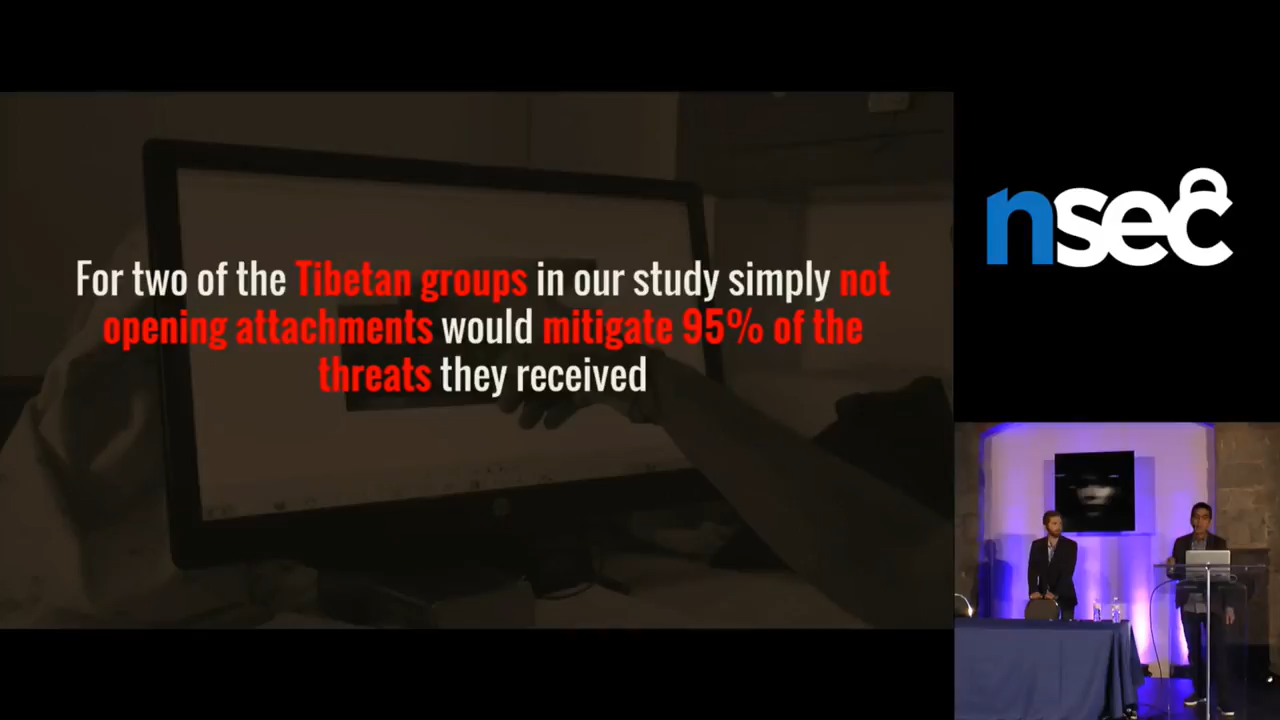 For two of the Tibetan groups in our study simply not
opening attachments would mitigate 95% of the
threats they received
nsec